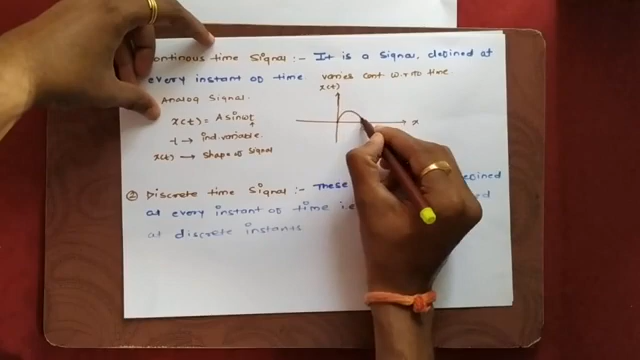 ontinous time Signal :- It is a Signal defined at
every instant of time varies cont w.r.to time.
Analog Signal.
x(t)
x(t) = A sinωt
x
t → ind. variable.
x(t) → shape of signal
② Discrete time Signal :- These
at every instant of time i.e
at discrete instants